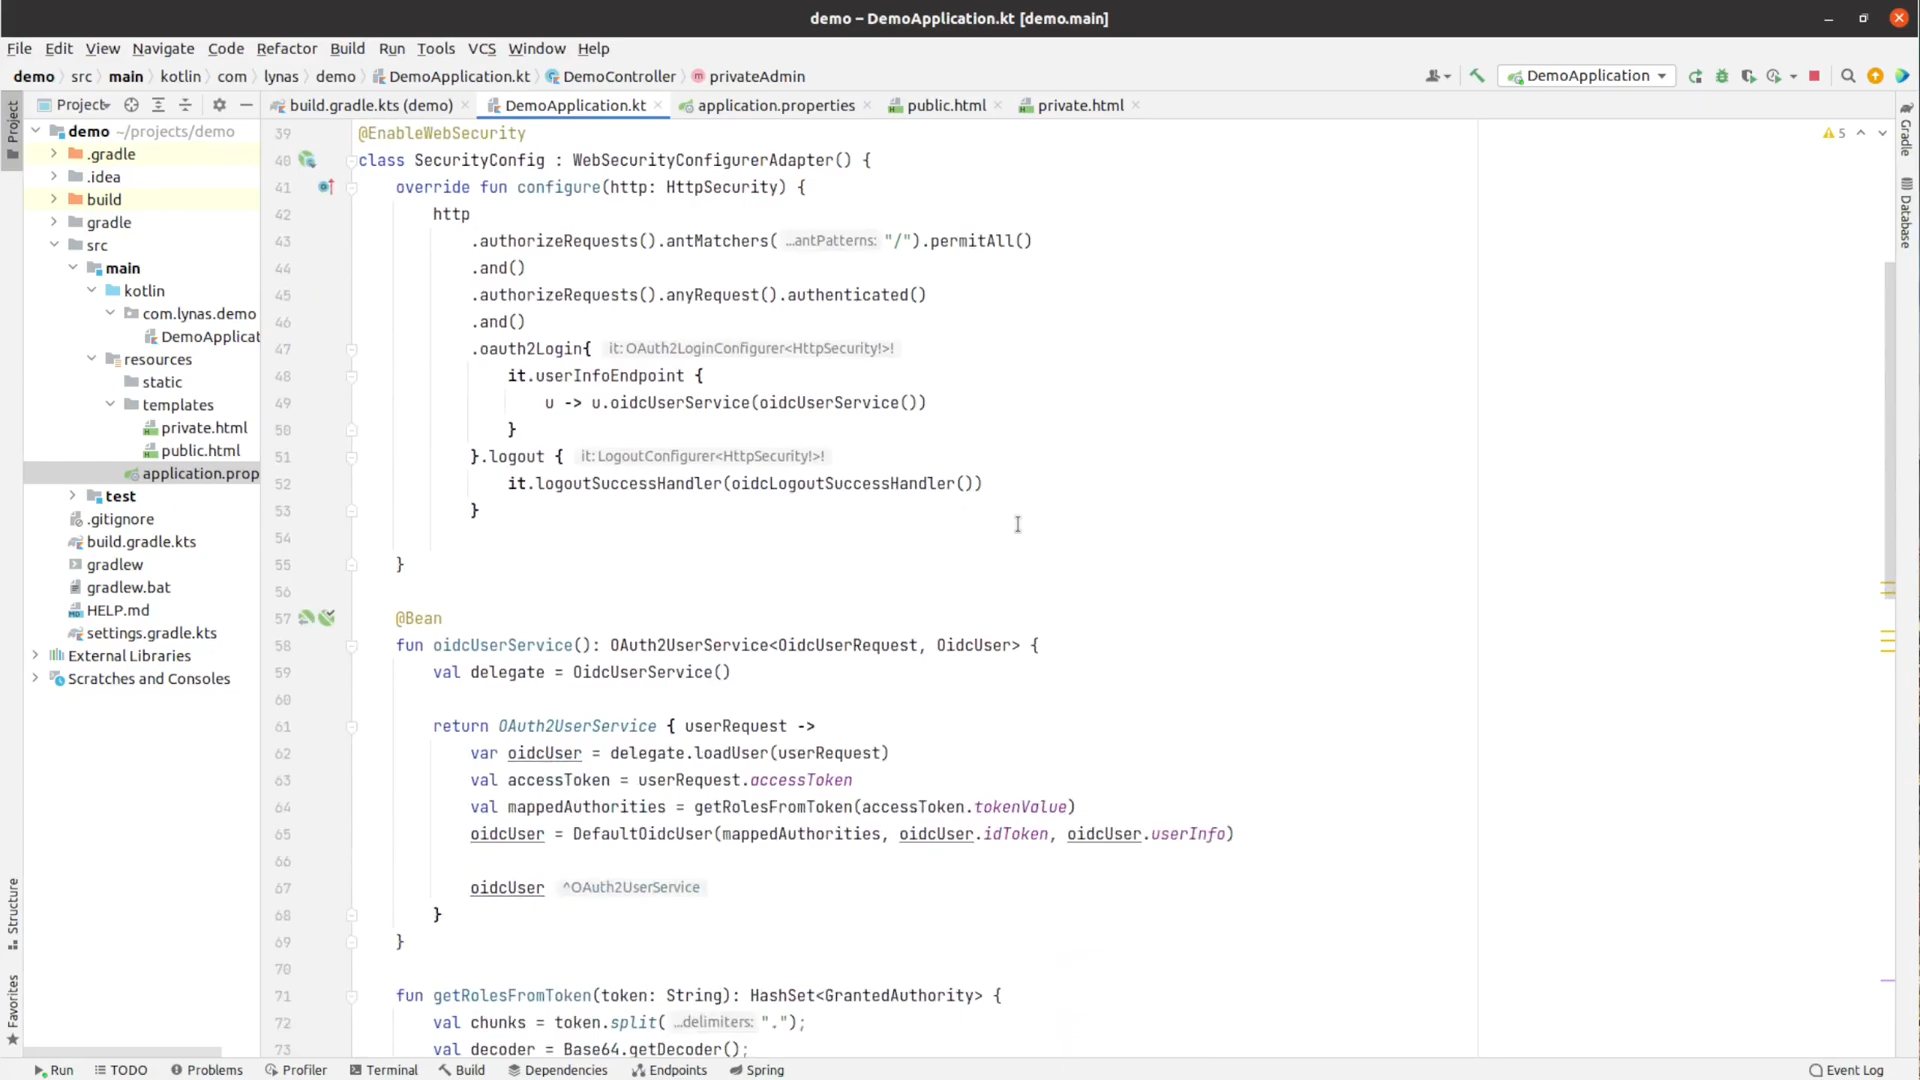 demo – DemoApplication.kt [demo.main]
File Edit View Navigate Code Refactor Build Run Tools VCS Window Help
demo src main kotlin com lynas demo DemoApplication.kt DemoController privateAdmin
DemoApplication
Project
build.gradle.kts (demo) DemoApplication.kt application.properties public.html private.html
demo ~/projects/demo
.gradle
.idea
build
gradle
src
main
kotlin
com.lynas.demo
DemoApplicat
resources
static
templates
private.html
public.html
application.prop
test
.gitignore
build.gradle.kts
gradlew
gradlew.bat
HELP.md
settings.gradle.kts
External Libraries
Scratches and Consoles
Project
Structure
Favorites
39 @EnableWebSecurity
5
40 class SecurityConfig : WebSecurityConfigurerAdapter() {
41 override fun configure(http: HttpSecurity) {
42 http
43 .authorizeRequests().antMatchers( ...antPatterns: "/").permitAll()
44 .and()
45 .authorizeRequests().anyRequest().authenticated()
46 .and()
47 .oauth2Login{ it: OAuth2LoginConfigurer<HttpSecurity!>!
48 it.userInfoEndpoint {
49 u -> u.oidcUserService(oidcUserService())
50 }
51 }.logout { it: LogoutConfigurer<HttpSecurity!>!
52 it.logoutSuccessHandler(oidcLogoutSuccessHandler())
53 }
54
55 }
56
57 @Bean
58 fun oidcUserService(): OAuth2UserService<OidcUserRequest, OidcUser> {
59 val delegate = OidcUserService()
60
61 return OAuth2UserService { userRequest ->
62 var oidcUser = delegate.loadUser(userRequest)
63 val accessToken = userRequest.accessToken
64 val mappedAuthorities = getRolesFromToken(accessToken.tokenValue)
65 oidcUser = DefaultOidcUser(mappedAuthorities, oidcUser.idToken, oidcUser.userInfo)
66
67 oidcUser ^OAuth2UserService
68 }
69 }
70
71 fun getRolesFromToken(token: String): HashSet<GrantedAuthority> {
72 val chunks = token.split( ...delimiters: ".");
73 val decoder = Base64.getDecoder();
Gradle
Database
Run TODO Problems Profiler Terminal Build Dependencies Endpoints Spring Event Log